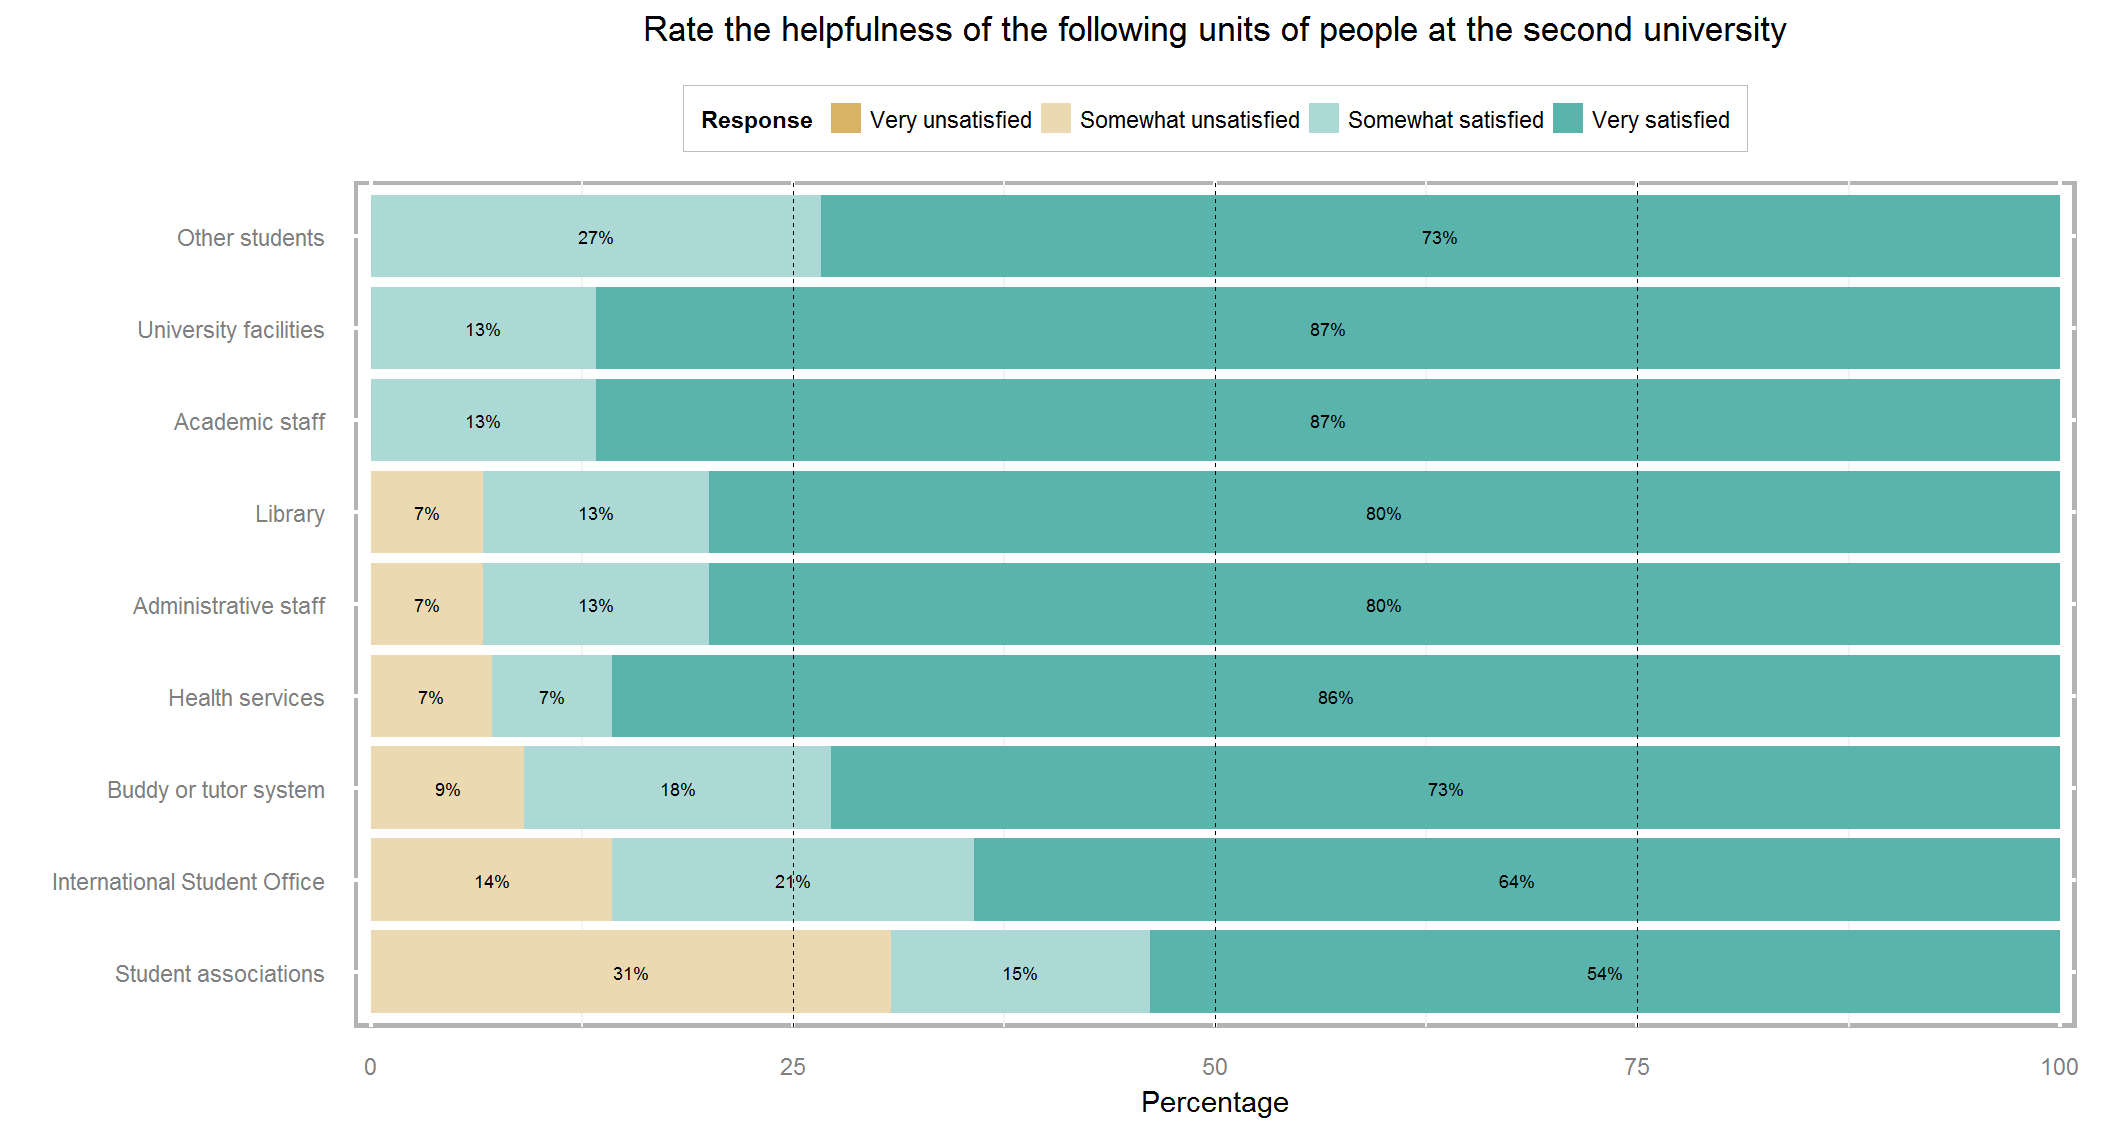 Rate the helpfulness of the following units of people at the second university
Response Very unsatisfied Somewhat unsatisfied Somewhat satisfied Very satisfied
Other students 27% 73%
University facilities 13% 87%
Academic staff 13% 87%
Library 7% 13% 80%
Administrative staff 7% 13% 80%
Health services 7% 7% 86%
Buddy or tutor system 9% 18% 73%
International Student Office 14% 21% 64%
Student associations 31% 15% 54%
0 25 50 75 100
Percentage